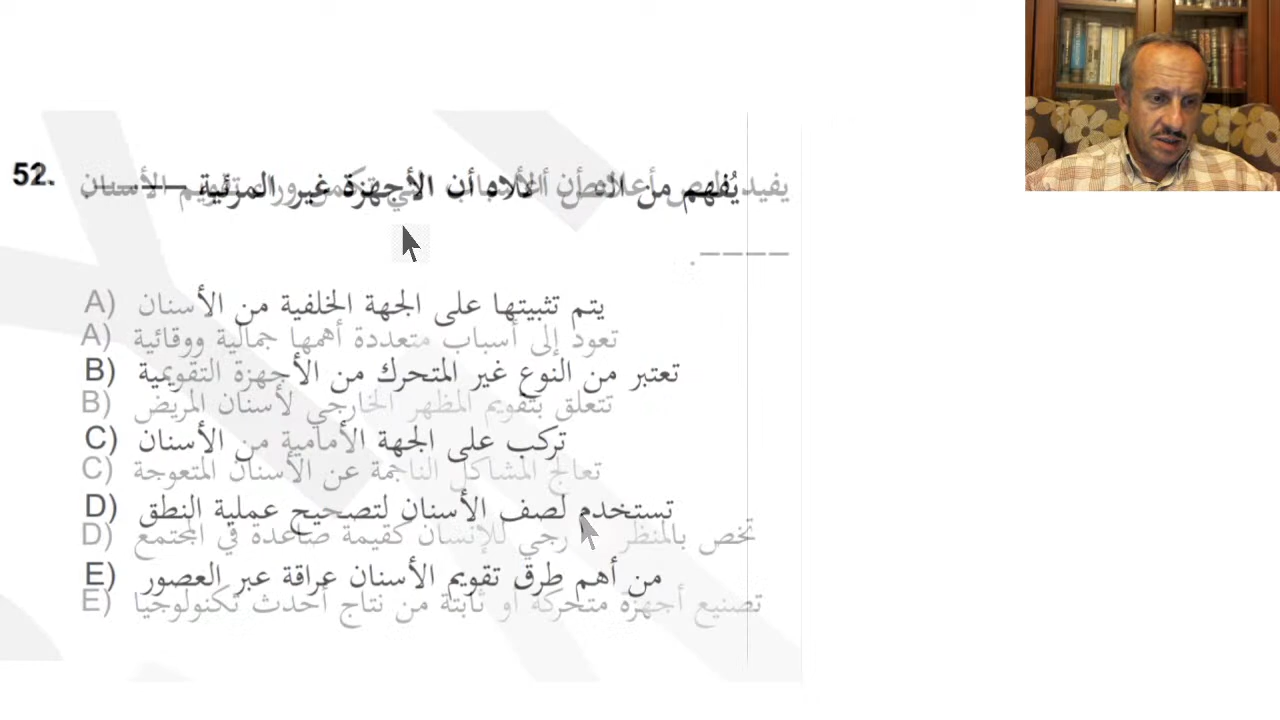 52.
يُفهم من النص أعلاه أن الأجهزة غير المرئية ----.
A) يتم تثبيتها على الجهة الخلفية من الأسنان
A) تعود إلى أسباب متعددة أهمها جمالية ووقائية
B) تعتبر من النوع غير المتحرك من الأجهزة التقويمية
B) تتعلق بتقويم المظهر الخارجي لأسنان المريض
C) تركب على الجهة الأمامية من الأسنان
C) تعالج المشاكل الناجمة عن الأسنان المتعوجة
D) تستخدم لصف الأسنان لتصحيح عملية النطق
D) تخص بالمنظر للإنسان كقيمة صاعدة في المجتمع
E) من أهم طرق تقويم الأسنان عراقة عبر العصور
E) تصنيع أجهزة متحركة أو ثابتة من نتاج أحدث تكنولوجيا